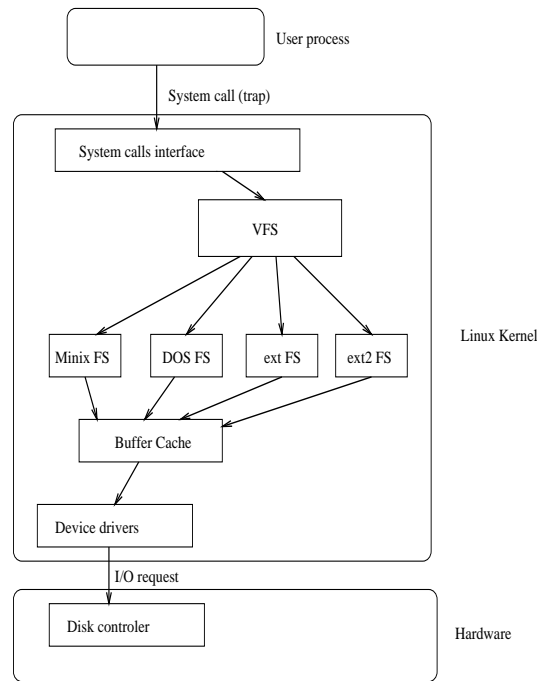 User process
System call (trap)
System calls interface
VFS
Linux Kernel
Minix FS
DOS FS
ext FS
ext2 FS
Buffer Cache
Device drivers
I/O request
Disk controler
Hardware